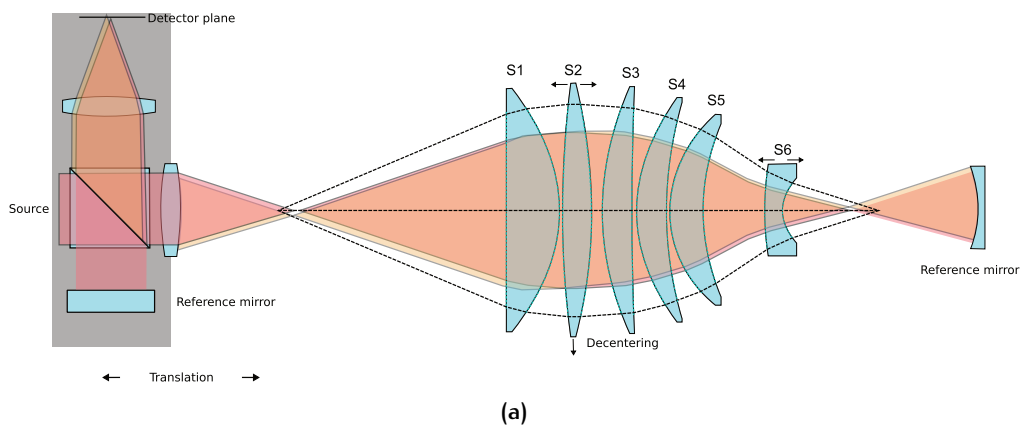 Detector plane
S1
S2
S3
S4
S5
S6
Source
Reference mirror
Reference mirror
Decentering
Translation
(a)